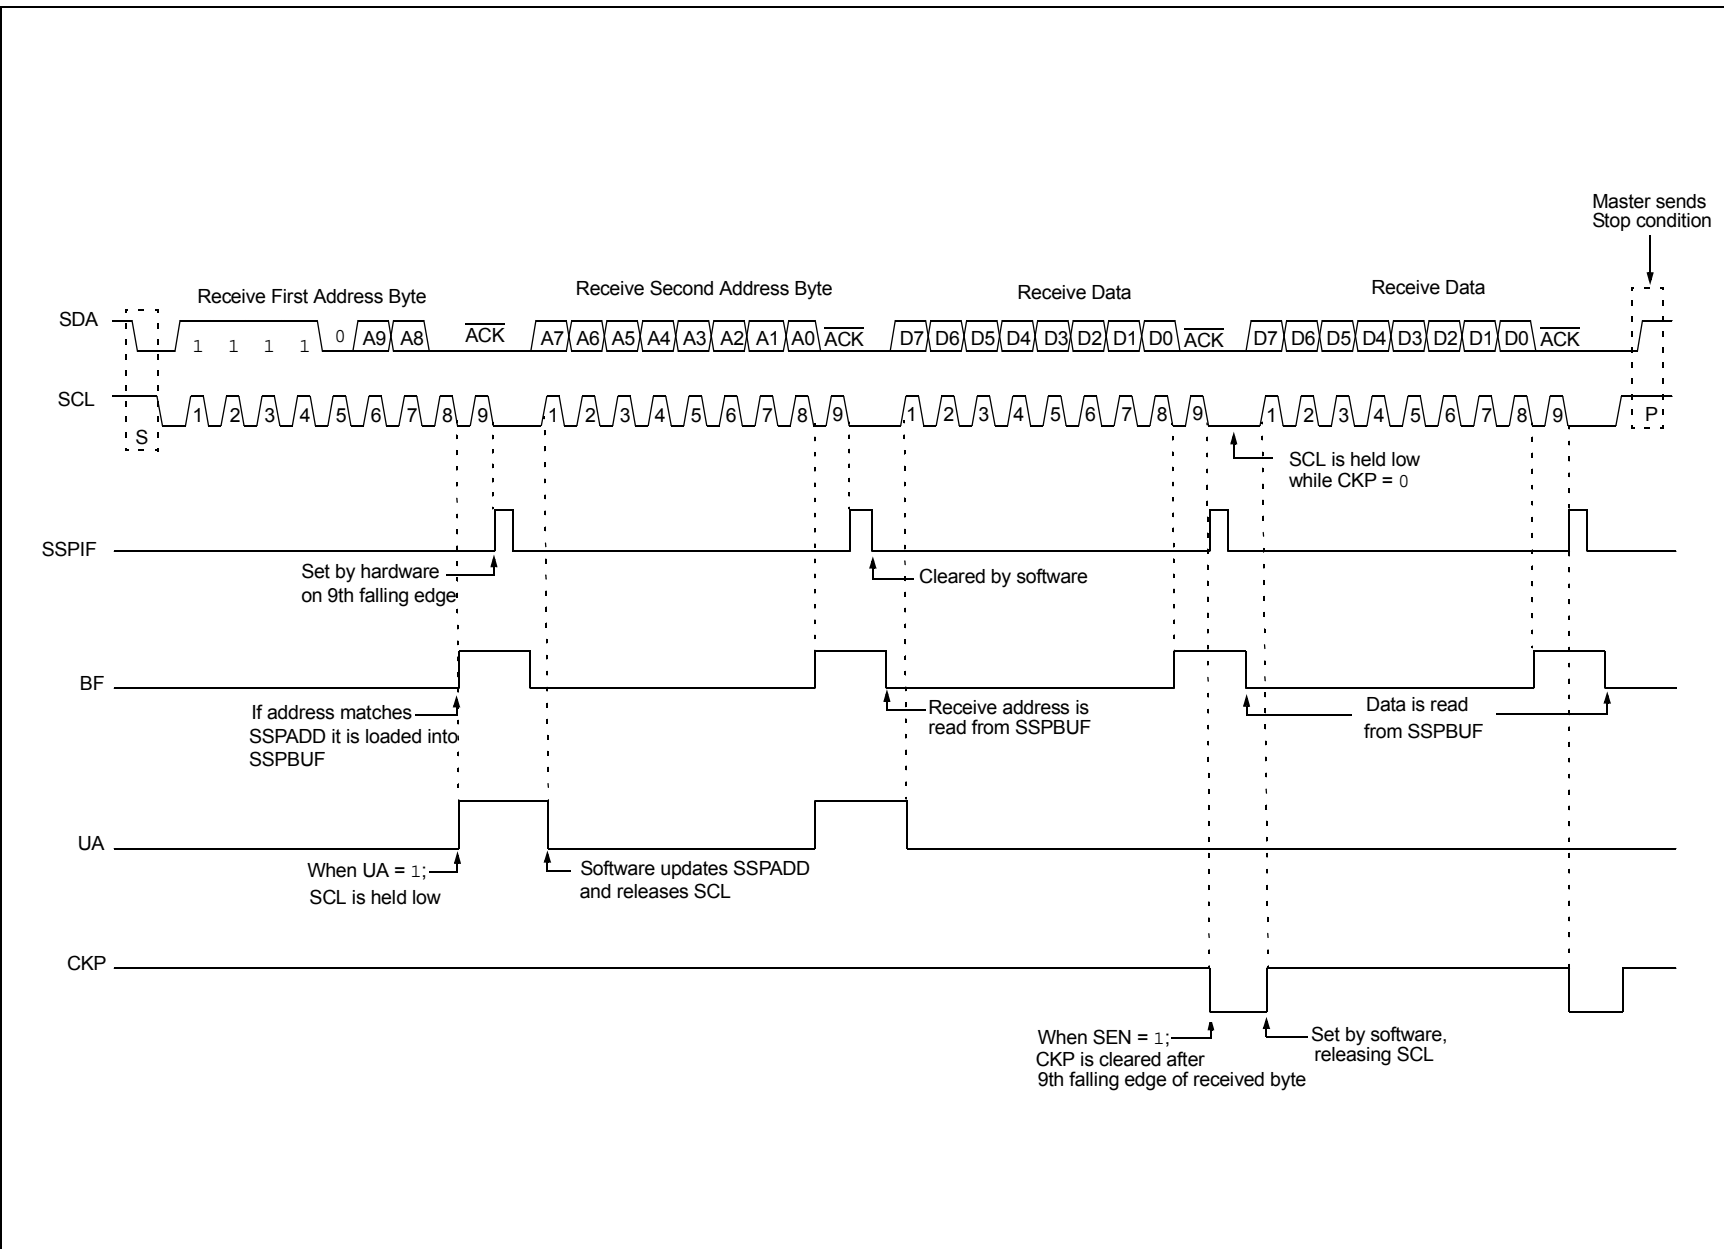 Master sends
Stop condition
Receive First Address Byte
Receive Second Address Byte
Receive Data
Receive Data
SDA
1 1 1 1 0 A9 A8 ACK A7 A6 A5 A4 A3 A2 A1 A0 ACK D7 D6 D5 D4 D3 D2 D1 D0 ACK D7 D6 D5 D4 D3 D2 D1 D0 ACK
SCL
S 1 2 3 4 5 6 7 8 9 1 2 3 4 5 6 7 8 9 1 2 3 4 5 6 7 8 9 1 2 3 4 5 6 7 8 9 P
SCL is held low
while CKP = 0
SSPIF
Set by hardware
on 9th falling edge
Cleared by software
BF
If address matches
SSPADD it is loaded into
SSPBUF
Receive address is
read from SSPBUF
Data is read
from SSPBUF
UA
When UA = 1;
SCL is held low
Software updates SSPADD
and releases SCL
CKP
When SEN = 1;
CKP is cleared after
9th falling edge of received byte
Set by software,
releasing SCL